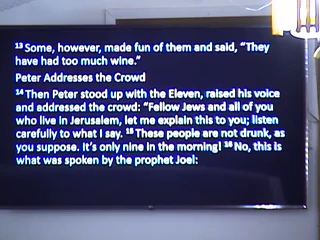 13 Some, however, made fun of them and said, “They
have had too much wine.”
Peter Addresses the Crowd
14 Then Peter stood up with the Eleven, raised his voice
and addressed the crowd: “Fellow Jews and all of you
who live in Jerusalem, let me explain this to you; listen
carefully to what I say. 15 These people are not drunk, as
you suppose. It’s only nine in the morning! 16 No, this is
what was spoken by the prophet Joel: